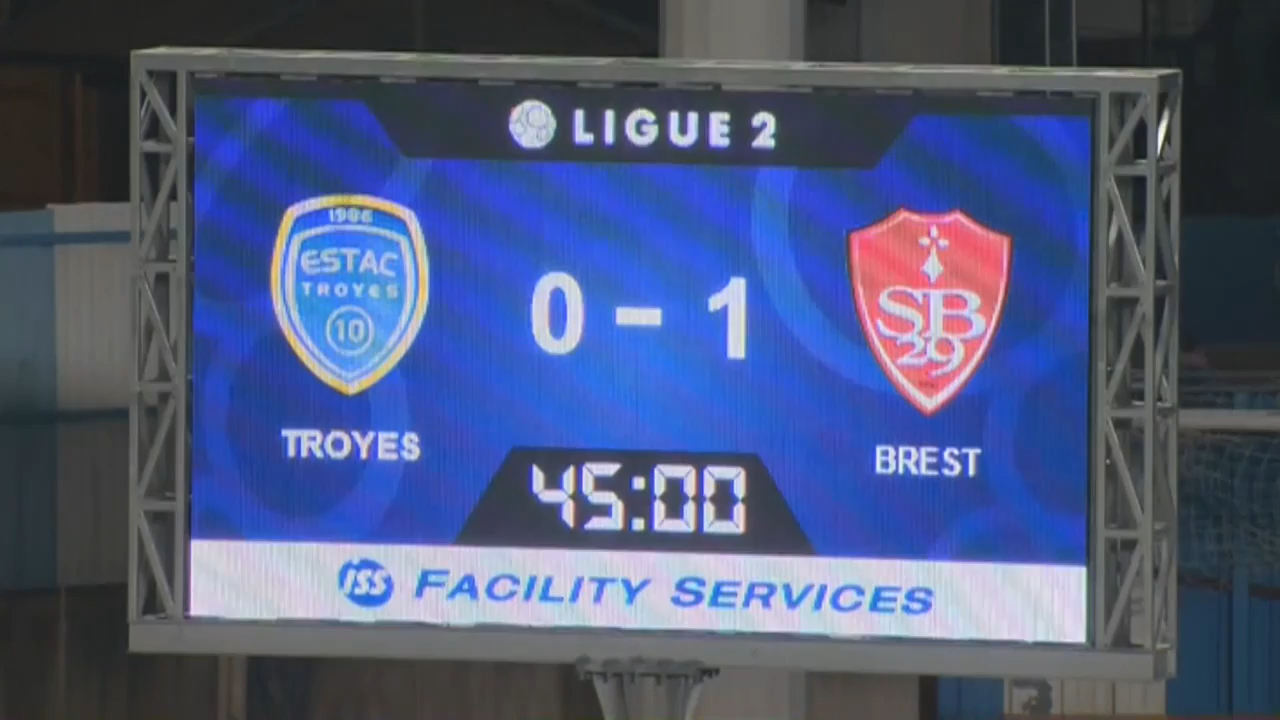 LIGUE 2
1986
ESTAC
TROYES
10
0 - 1
SB
29
TROYES
BREST
45:00
ISS FACILITY SERVICES